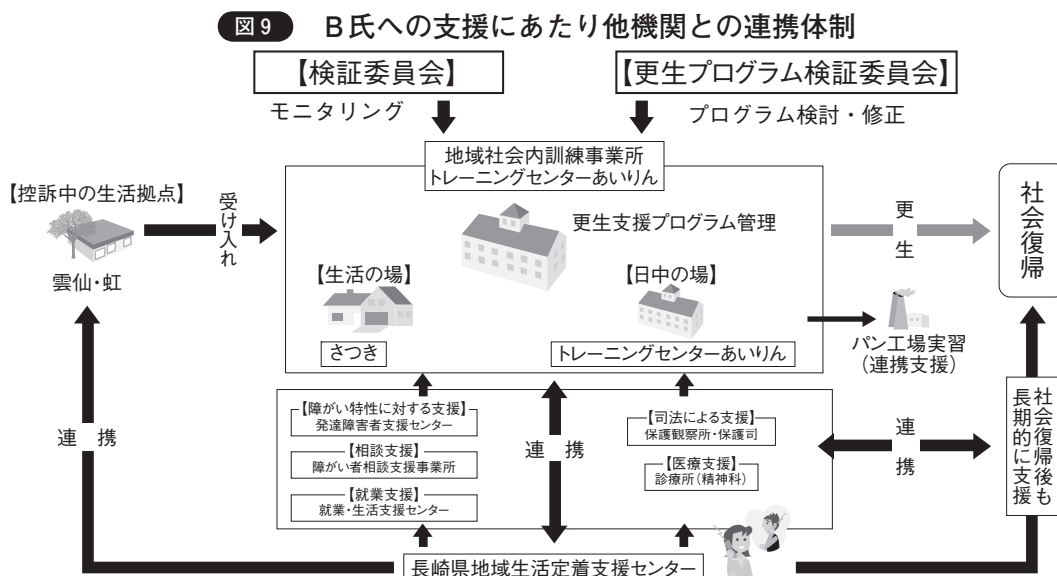 図9 B氏への支援にあたり他機関との連携体制
【検証委員会】
【更生プログラム検証委員会】
モニタリング
プログラム検討・修正
地域社会内訓練事業所
トレーニングセンターあいりん
【控訴中の生活拠点】
雲仙・虹
受け入れ
更生支援プログラム管理
【生活の場】
さつき
【日中の場】
トレーニングセンターあいりん
更生
社会復帰
パン工場実習
(連携支援)
【障がい特性に対する支援】
発達障害者支援センター
【相談支援】
障がい者相談支援事業所
【就業支援】
就業・生活支援センター
【司法による支援】
保護観察所・保護司
【医療支援】
診療所(精神科)
連携
連携
連携
社会復帰後も
長期的に支援
長崎県地域生活定着支援センター